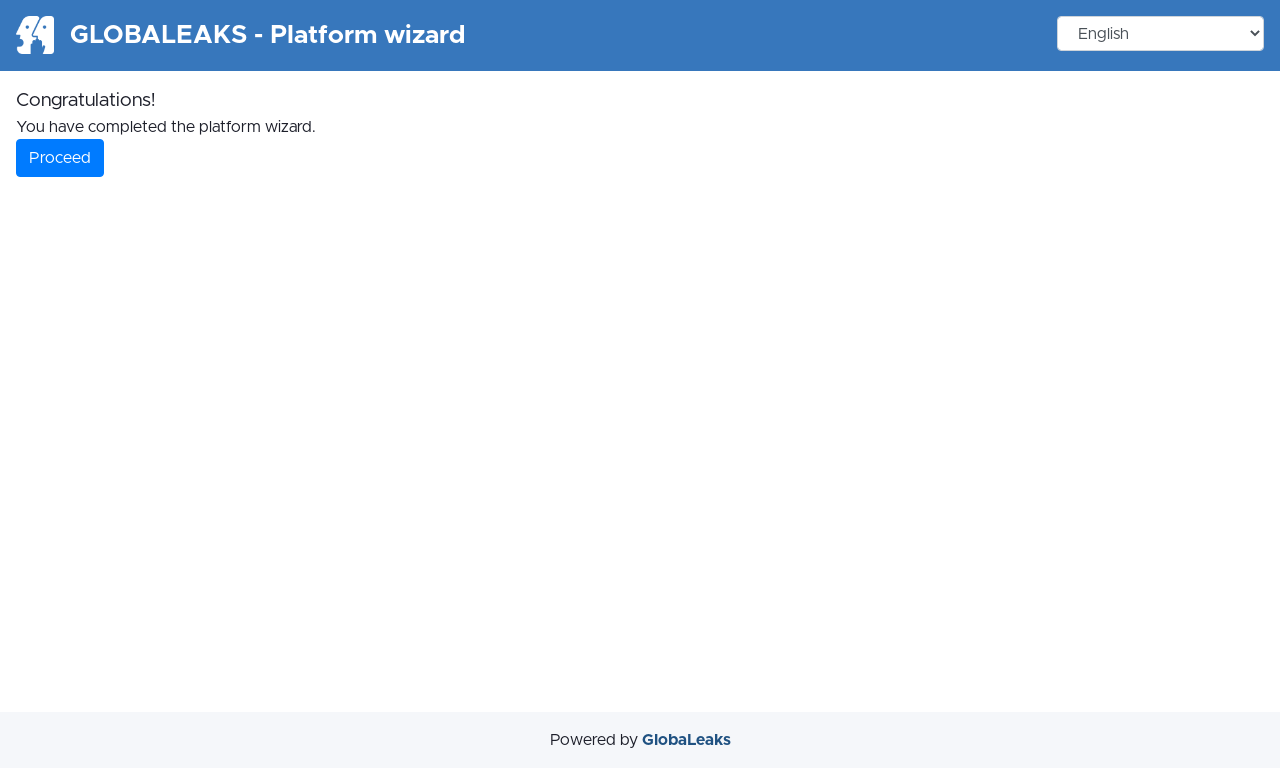 GLOBALEAKS - Platform wizard
English
Congratulations!
You have completed the platform wizard.
Proceed
Powered by GlobaLeaks